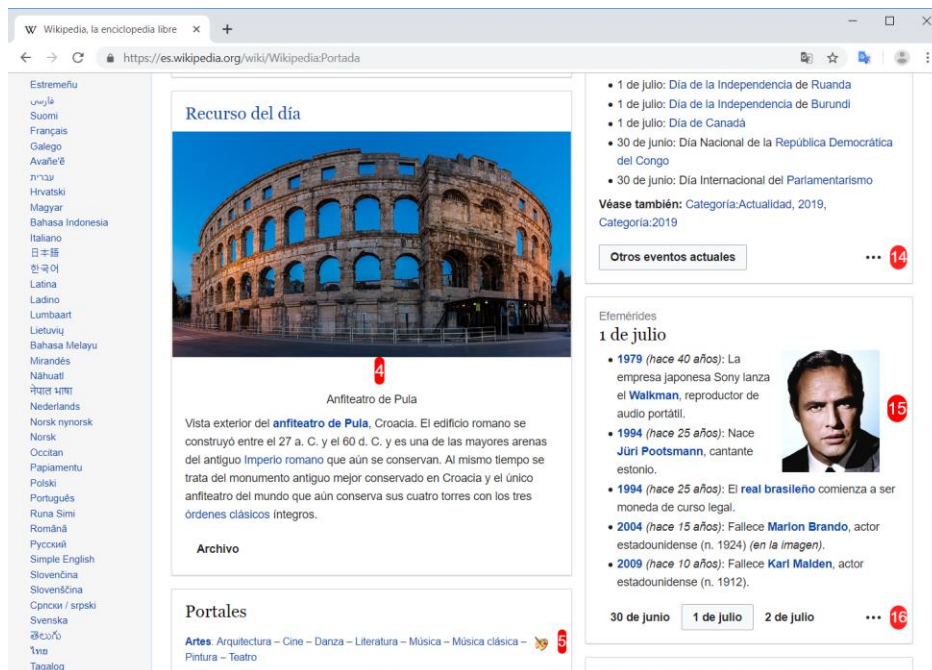 Wikipedia, la enciclopedia libre
https://es.wikipedia.org/wiki/Wikipedia:Portada
Estremeñu
فارسی
Suomi
Français
Galego
Avañe'ẽ
עברית
Hrvatski
Magyar
Bahasa Indonesia
Italiano
日本語
한국어
Latina
Ladino
Lumbaart
Lietuvių
Bahasa Melayu
Mirandés
Nāhuatl
नेपाल भाषा
Nederlands
Norsk nynorsk
Norsk
Occitan
Papiamentu
Polski
Português
Runa Simi
Română
Русский
Simple English
Slovenčina
Slovenščina
Српски / srpski
Svenska
తెలుగు
ไทย
Tagalog
Recurso del día
4
Anfiteatro de Pula
Vista exterior del anfiteatro de Pula, Croacia. El edificio romano se
construyó entre el 27 a. C. y el 60 d. C. y es una de las mayores arenas
del antiguo Imperio romano que aún se conservan. Al mismo tiempo se
trata del monumento antiguo mejor conservado en Croacia y el único
anfiteatro del mundo que aún conserva sus cuatro torres con los tres
órdenes clásicos íntegros.
Archivo
Portales
Artes: Arquitectura – Cine – Danza – Literatura – Música – Música clásica – 5
Pintura – Teatro
• 1 de julio: Día de la Independencia de Ruanda
• 1 de julio: Día de la Independencia de Burundi
• 1 de julio: Día de Canadá
• 30 de junio: Día Nacional de la República Democrática
del Congo
• 30 de junio: Día Internacional del Parlamentarismo
Véase también: Categoría:Actualidad, 2019,
Categoría:2019
Otros eventos actuales ••• 14
Efemérides
1 de julio
• 1979 (hace 40 años): La
empresa japonesa Sony lanza
el Walkman, reproductor de
audio portátil.
15
• 1994 (hace 25 años): Nace
Jüri Pootsmann, cantante
estonio.
• 1994 (hace 25 años): El real brasileño comienza a ser
moneda de curso legal.
• 2004 (hace 15 años): Fallece Marlon Brando, actor
estadounidense (n. 1924) (en la imagen).
• 2009 (hace 10 años): Fallece Karl Malden, actor
estadounidense (n. 1912).
30 de junio 1 de julio 2 de julio ••• 16